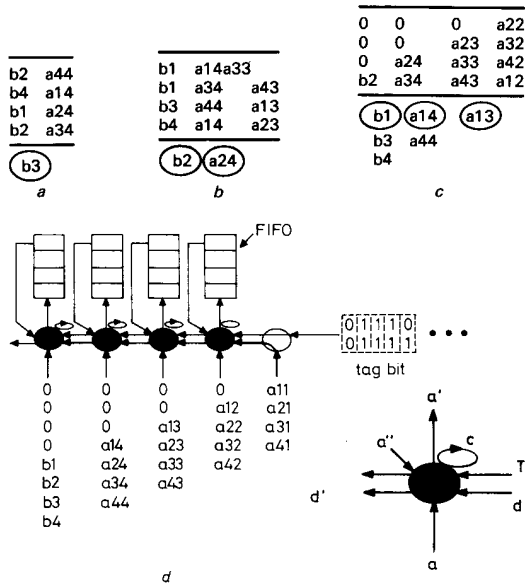 b2 a44
b4 a14
b1 a24
b2 a34
b3
a
b1 a14a33
b1 a34 a43
b3 a44 a13
b4 a14 a23
b2 a24
b
0 0 0 a22
0 0 a23 a32
0 a24 a33 a42
b2 a34 a43 a12
b1 a14 a13
b3 a44
b4
c
FIFO
0 1 1 1 0
0 1 1 1 1
tag bit
0 0 0 0 a11
0 0 0 a12 a21
0 0 a13 a22 a31
0 a14 a23 a32 a41
b1 a24 a33 a42
b2 a34 a43
b3 a44
b4
d
a'
a''
c
T
d'
d
a